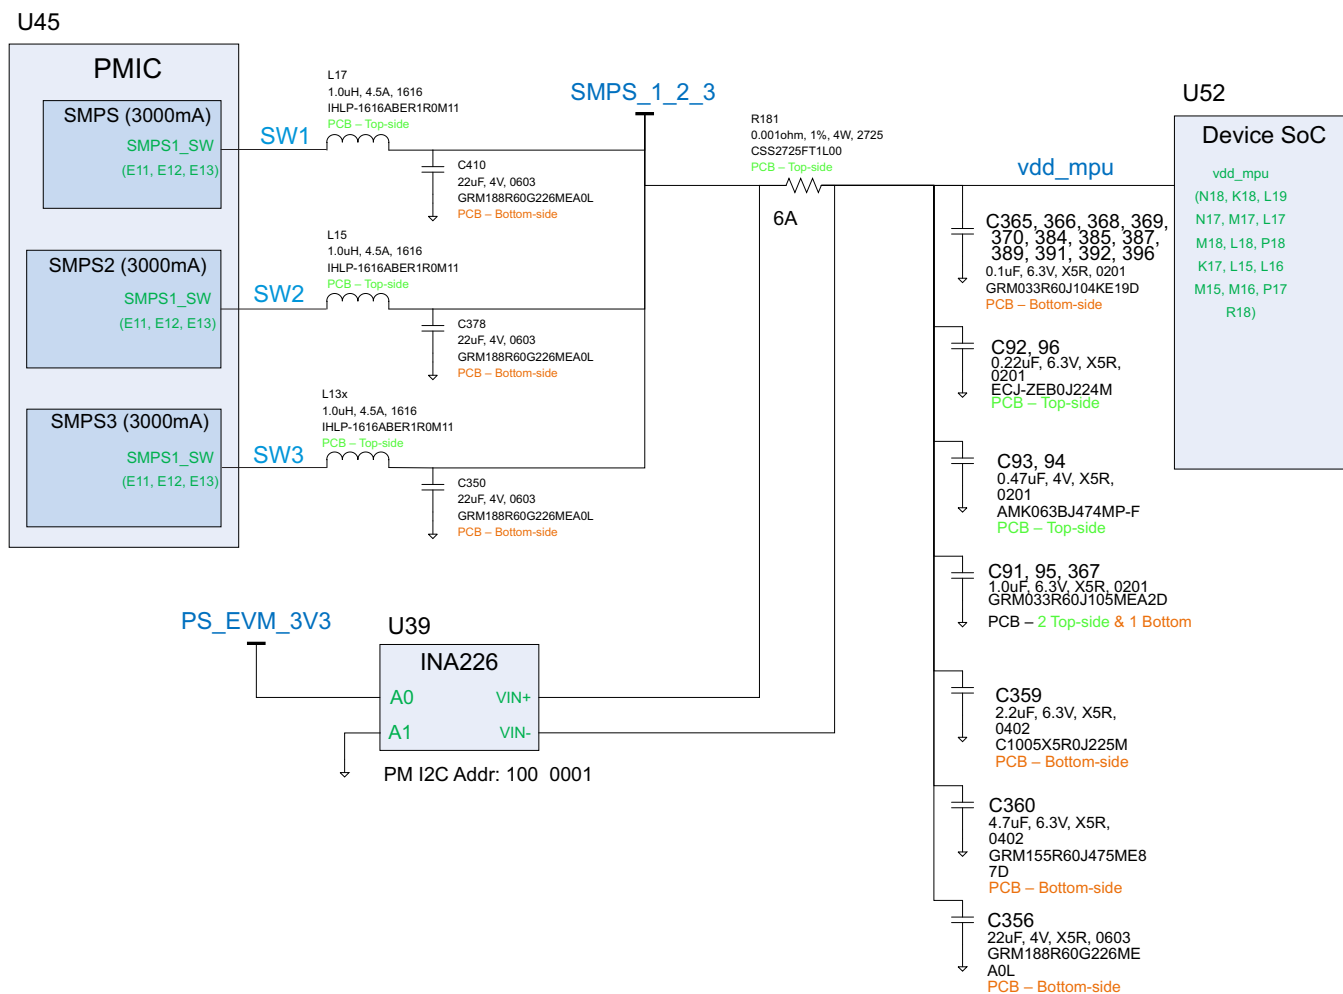 U45
PMIC
SMPS (3000mA)
SMPS1_SW
(E11, E12, E13)
SW1
L17
1.0uH, 4.5A, 1616
IHLP-1616ABER1R0M11
PCB – Top-side
C410
22uF, 4V, 0603
GRM188R60G226MEA0L
PCB – Bottom-side
SMPS2 (3000mA)
SMPS1_SW
(E11, E12, E13)
SW2
L15
1.0uH, 4.5A, 1616
IHLP-1616ABER1R0M11
PCB – Top-side
C378
22uF, 4V, 0603
GRM188R60G226MEA0L
PCB – Bottom-side
SMPS3 (3000mA)
SMPS1_SW
(E11, E12, E13)
SW3
L13x
1.0uH, 4.5A, 1616
IHLP-1616ABER1R0M11
PCB – Top-side
C350
22uF, 4V, 0603
GRM188R60G226MEA0L
PCB – Bottom-side
SMPS_1_2_3
R181
0.001ohm, 1%, 4W, 2725
CSS2725FT1L00
PCB – Top-side
6A
vdd_mpu
U52
Device SoC
vdd_mpu
(N18, K18, L19
N17, M17, L17
M18, L18, P18
K17, L15, L16
M15, M16, P17
R18)
C365, 366, 368, 369,
370, 384, 385, 387,
389, 391, 392, 396
0.1uF, 6.3V, X5R, 0201
GRM033R60J104KE19D
PCB – Bottom-side
C92, 96
0.22uF, 6.3V, X5R,
0201
ECJ-ZEB0J224M
PCB – Top-side
C93, 94
0.47uF, 4V, X5R,
0201
AMK063BJ474MP-F
PCB – Top-side
C91, 95, 367
1.0uF, 6.3V, X5R, 0201
GRM033R60J105MEA2D
PCB – 2 Top-side & 1 Bottom
C359
2.2uF, 6.3V, X5R,
0402
C1005X5R0J225M
PCB – Bottom-side
C360
4.7uF, 6.3V, X5R,
0402
GRM155R60J475ME8
7D
PCB – Bottom-side
C356
22uF, 4V, X5R, 0603
GRM188R60G226ME
A0L
PCB – Bottom-side
PS_EVM_3V3
U39
INA226
A0
VIN+
A1
VIN-
PM I2C Addr: 100 0001